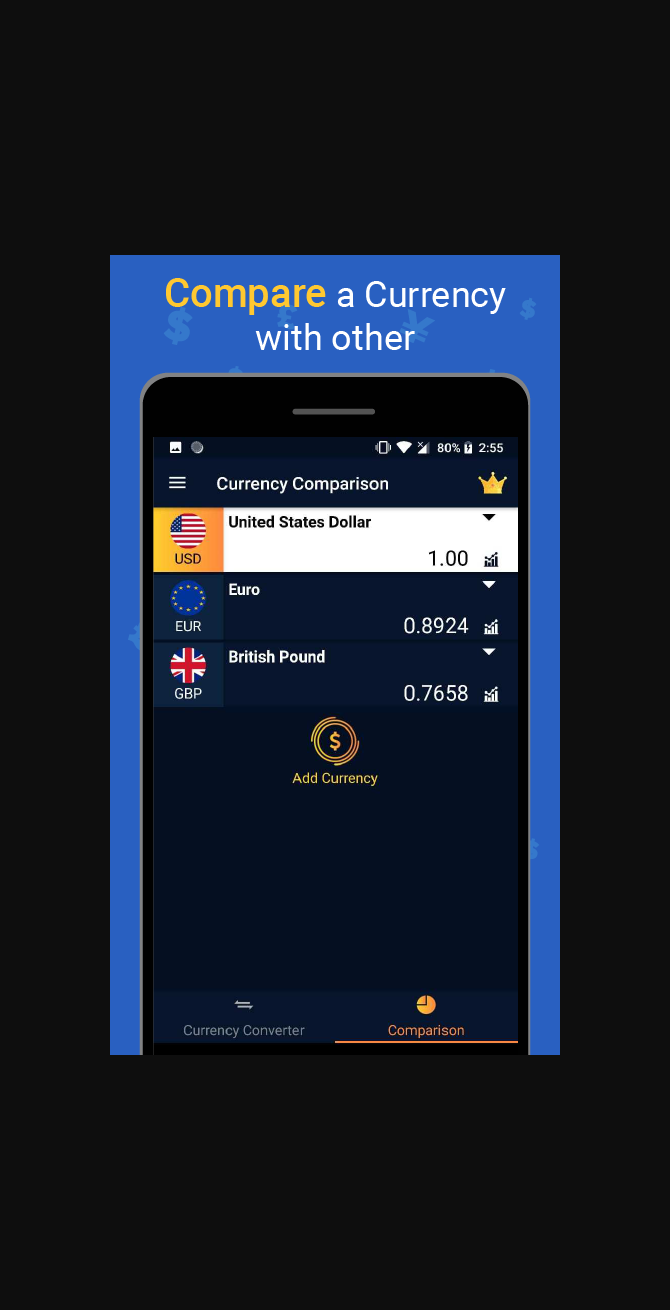 Compare a Currency
with other
80% 2:55
Currency Comparison
United States Dollar
USD
1.00
Euro
EUR
0.8924
British Pound
GBP
0.7658
$
Add Currency
Currency Converter
Comparison